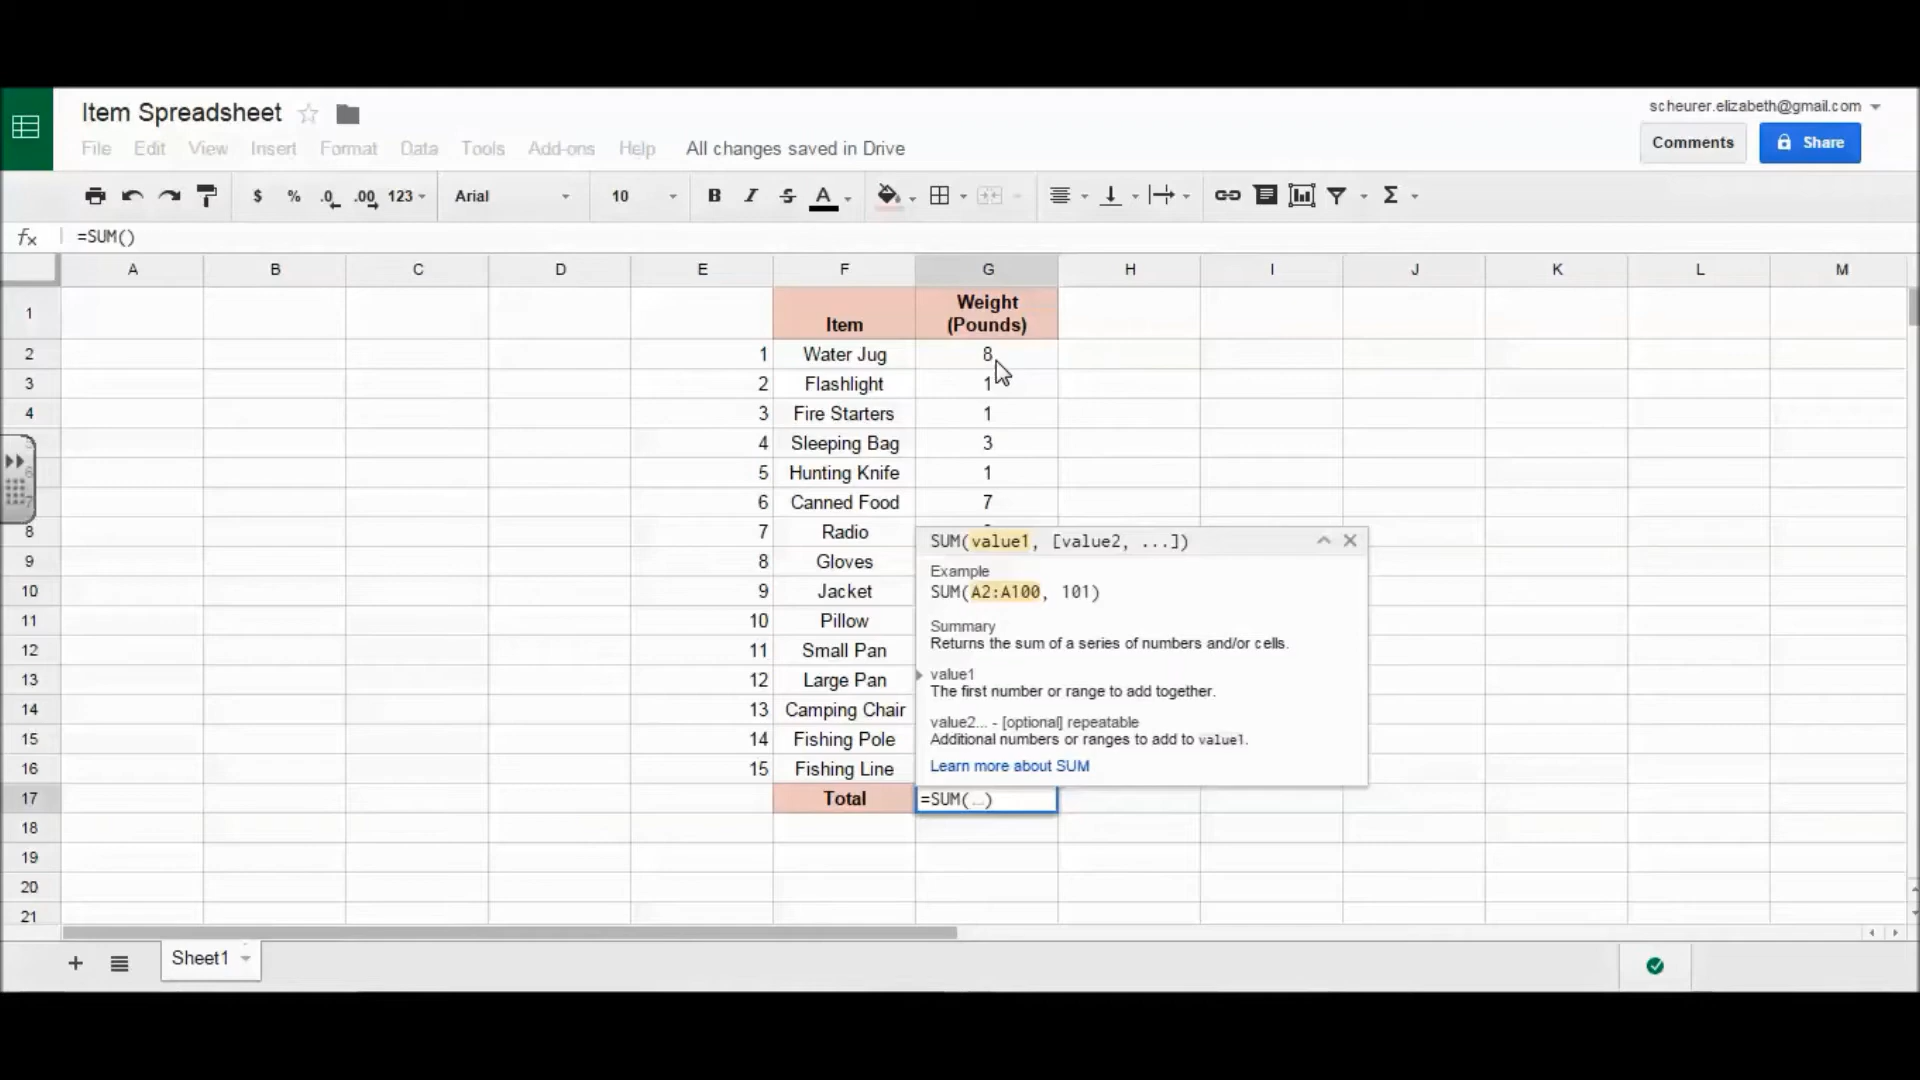 Item Spreadsheet
scheurer.elizabeth@gmail.com
File Edit View Insert Format Data Tools Add-ons Help All changes saved in Drive
Comments Share
$ % .0 .00 123 Arial 10 B I S A Σ
fx =SUM()
A B C D E F G H I J K L M
1 Item Weight (Pounds)
2 1 Water Jug 8
3 2 Flashlight 1
4 3 Fire Starters 1
4 Sleeping Bag 3
5 Hunting Knife 1
6 Canned Food 7
8 7 Radio
SUM(value1, [value2, ...])
9 8 Gloves
Example
10 9 Jacket
SUM(A2:A100, 101)
11 10 Pillow
Summary
Returns the sum of a series of numbers and/or cells.
12 11 Small Pan
13 12 Large Pan
value1
The first number or range to add together.
14 13 Camping Chair
value2... - [optional] repeatable
Additional numbers or ranges to add to value1.
15 14 Fishing Pole
16 15 Fishing Line
Learn more about SUM
17 Total =SUM(…)
18
19
20
21
Sheet1